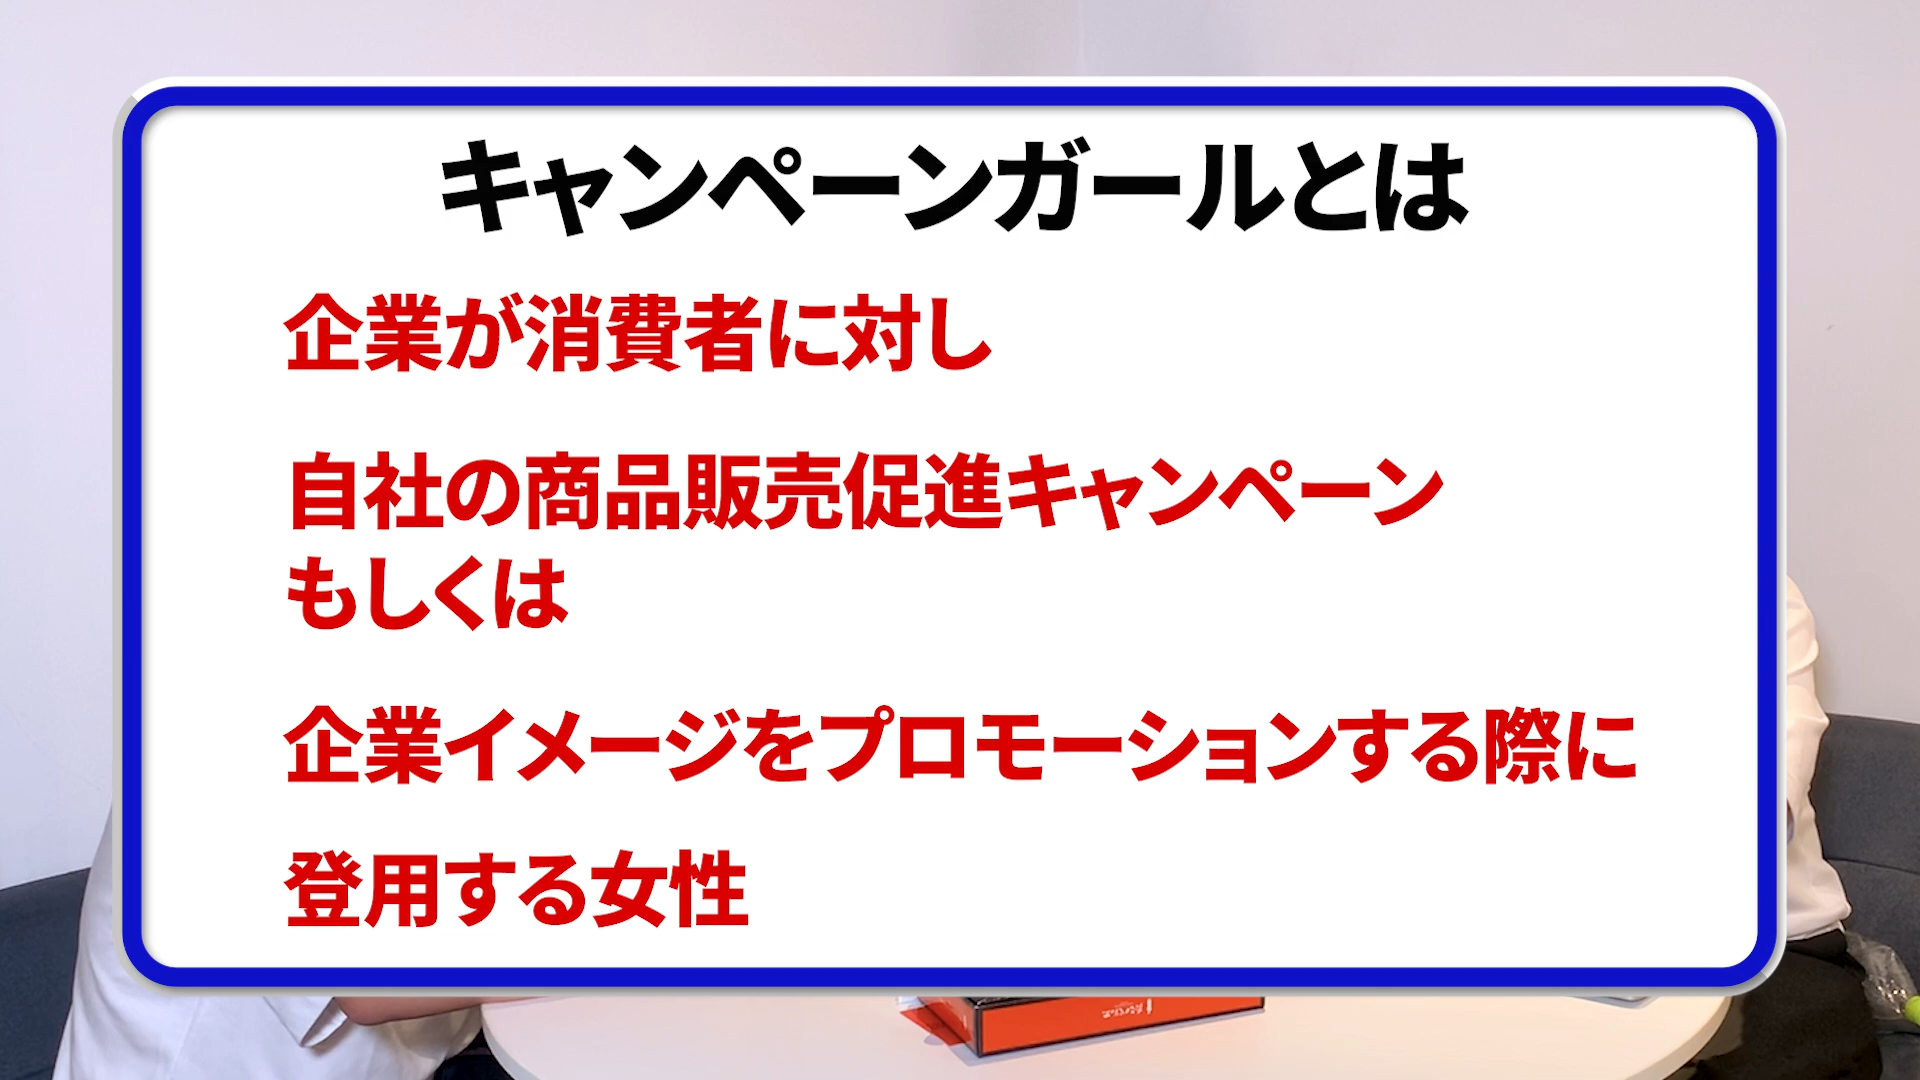 キャンペーンガールとは
企業が消費者に対し
自社の商品販売促進キャンペーン
もしくは
企業イメージをプロモーションする際に
登用する女性